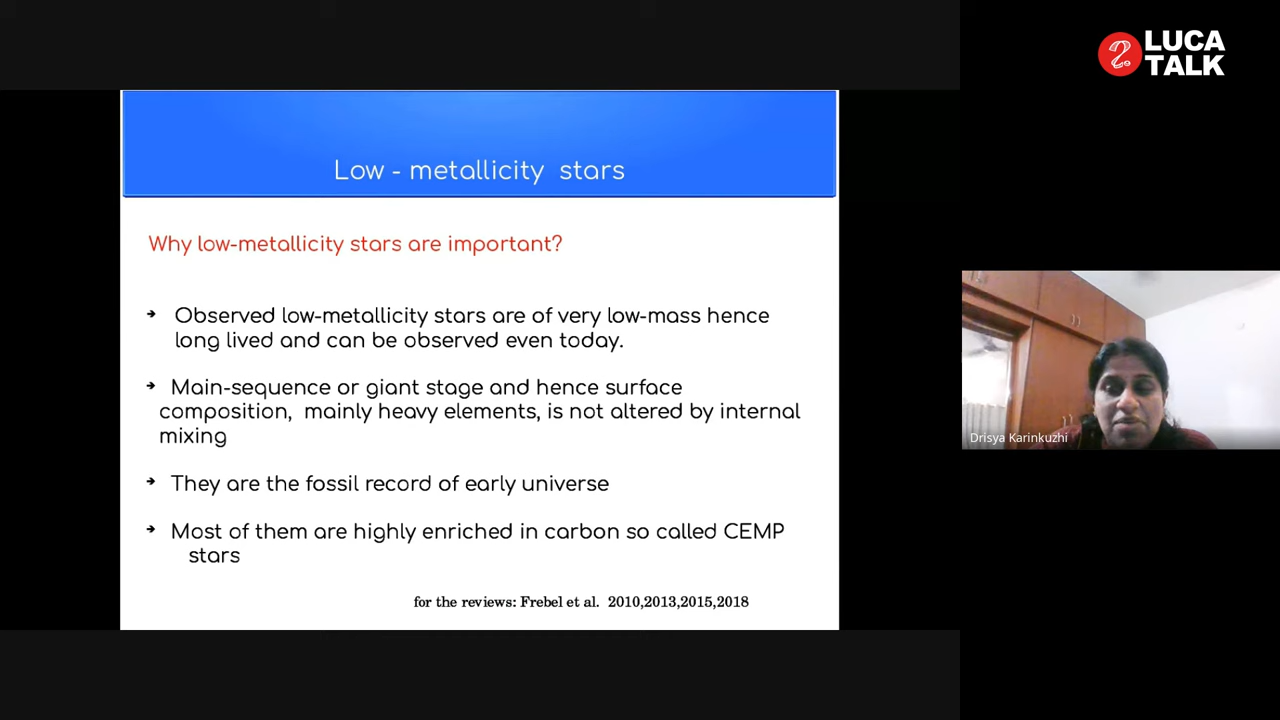 LUCA
TALK
Low - metallicity stars
Why low-metallicity stars are important?
➔ Observed low-metallicity stars are of very low-mass hence
long lived and can be observed even today.
➔ Main-sequence or giant stage and hence surface
composition, mainly heavy elements, is not altered by internal
mixing
➔ They are the fossil record of early universe
➔ Most of them are highly enriched in carbon so called CEMP
stars
for the reviews: Frebel et al. 2010,2013,2015,2018
Drisya Karinkuzhi